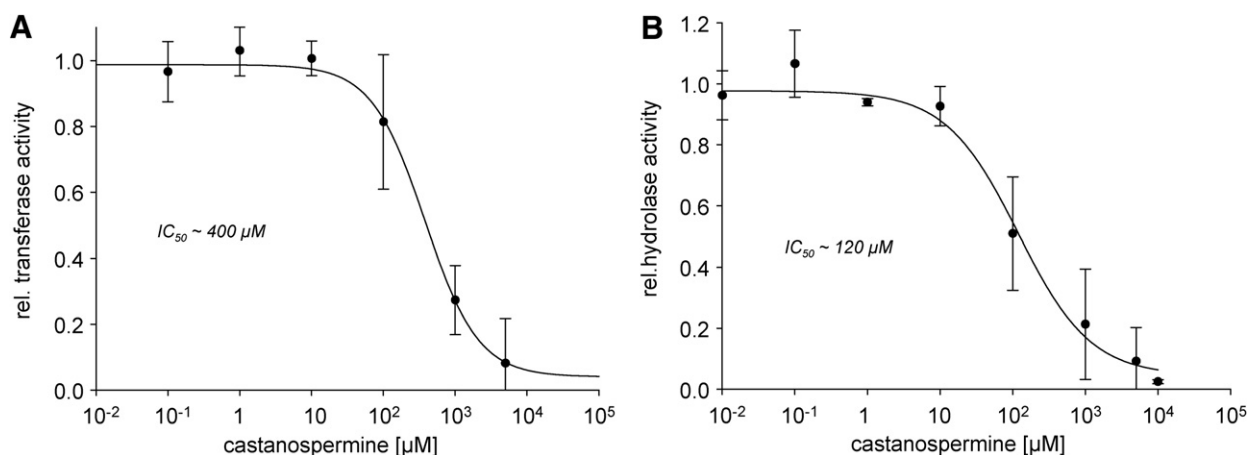 A
rel. transferase activity
1.0
0.8
0.6
0.4
0.2
0.0
IC50 ~ 400 µM
10-2 10-1 1 10 102 103 104 105
castanospermine [µM]
B
rel.hydrolase activity
1.2
1.0
0.8
0.6
0.4
0.2
0.0
IC50 ~ 120 µM
10-2 10-1 1 10 102 103 104 105
castanospermine [µM]